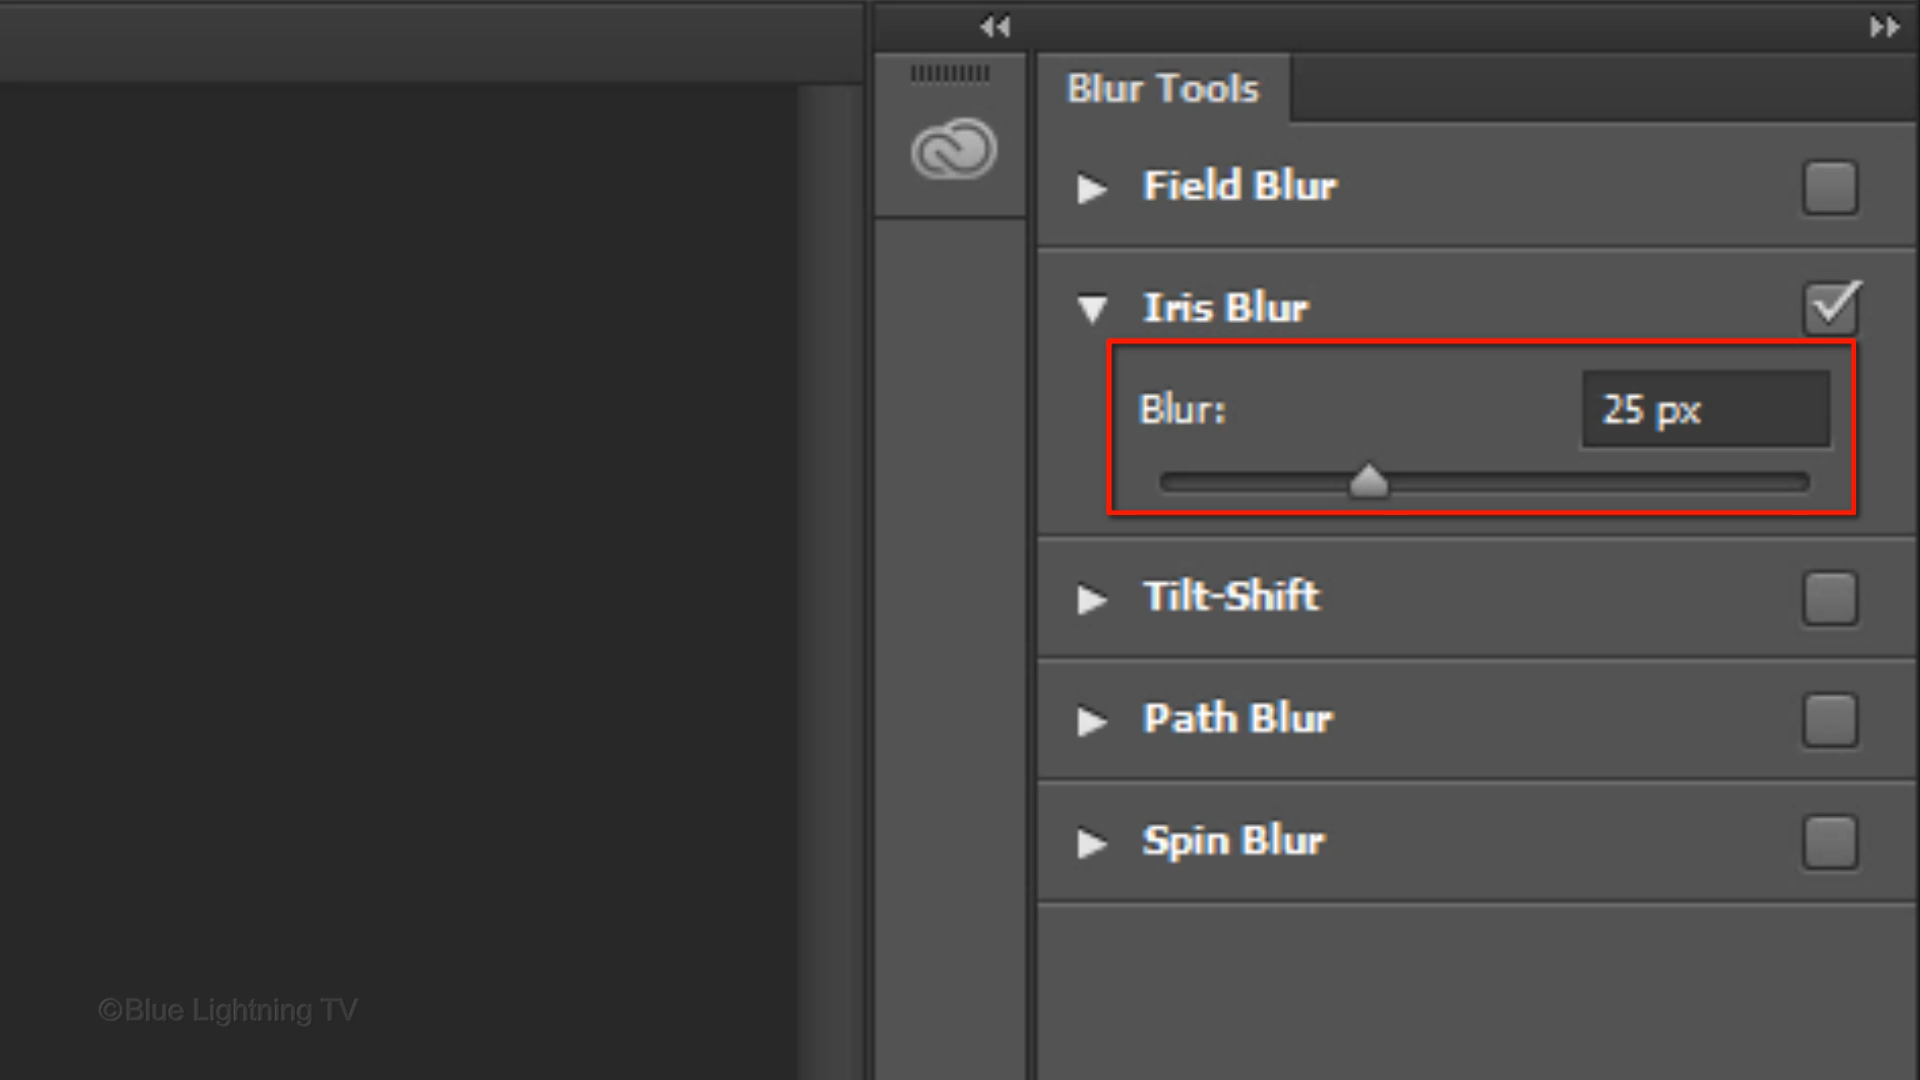 Blur Tools
Field Blur
Iris Blur
Blur: 25 px
Tilt-Shift
Path Blur
Spin Blur
©Blue Lightning TV